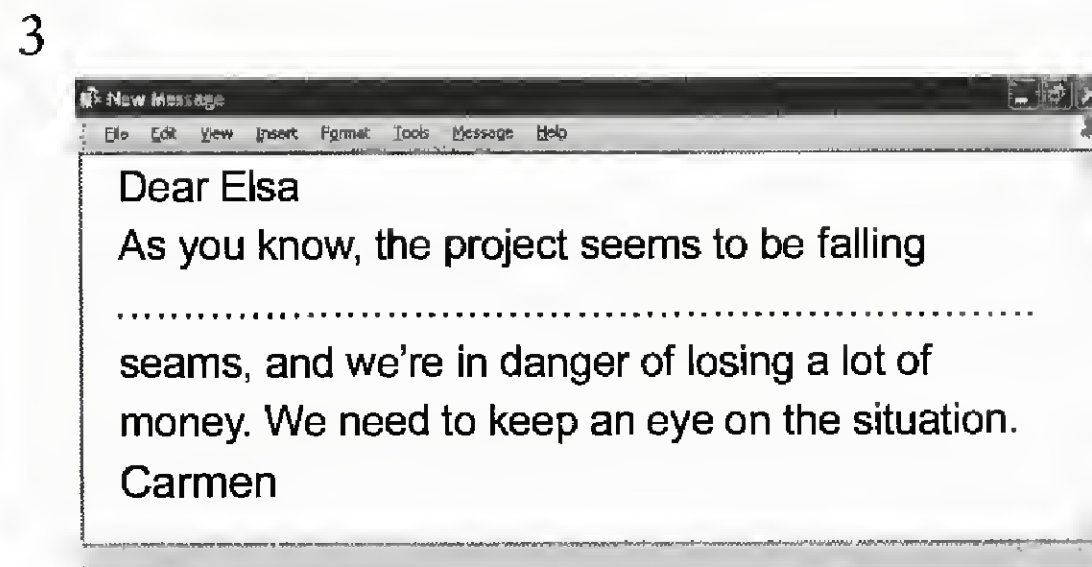 3
New Message
File Edit View Insert Format Tools Message Help
Dear Elsa
As you know, the project seems to be falling
................................................................................
seams, and we're in danger of losing a lot of
money. We need to keep an eye on the situation.
Carmen